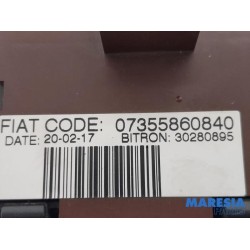 FIAT CODE: 07355860840
DATE: 20-02-17 BITRON: 30280895
MARESIA